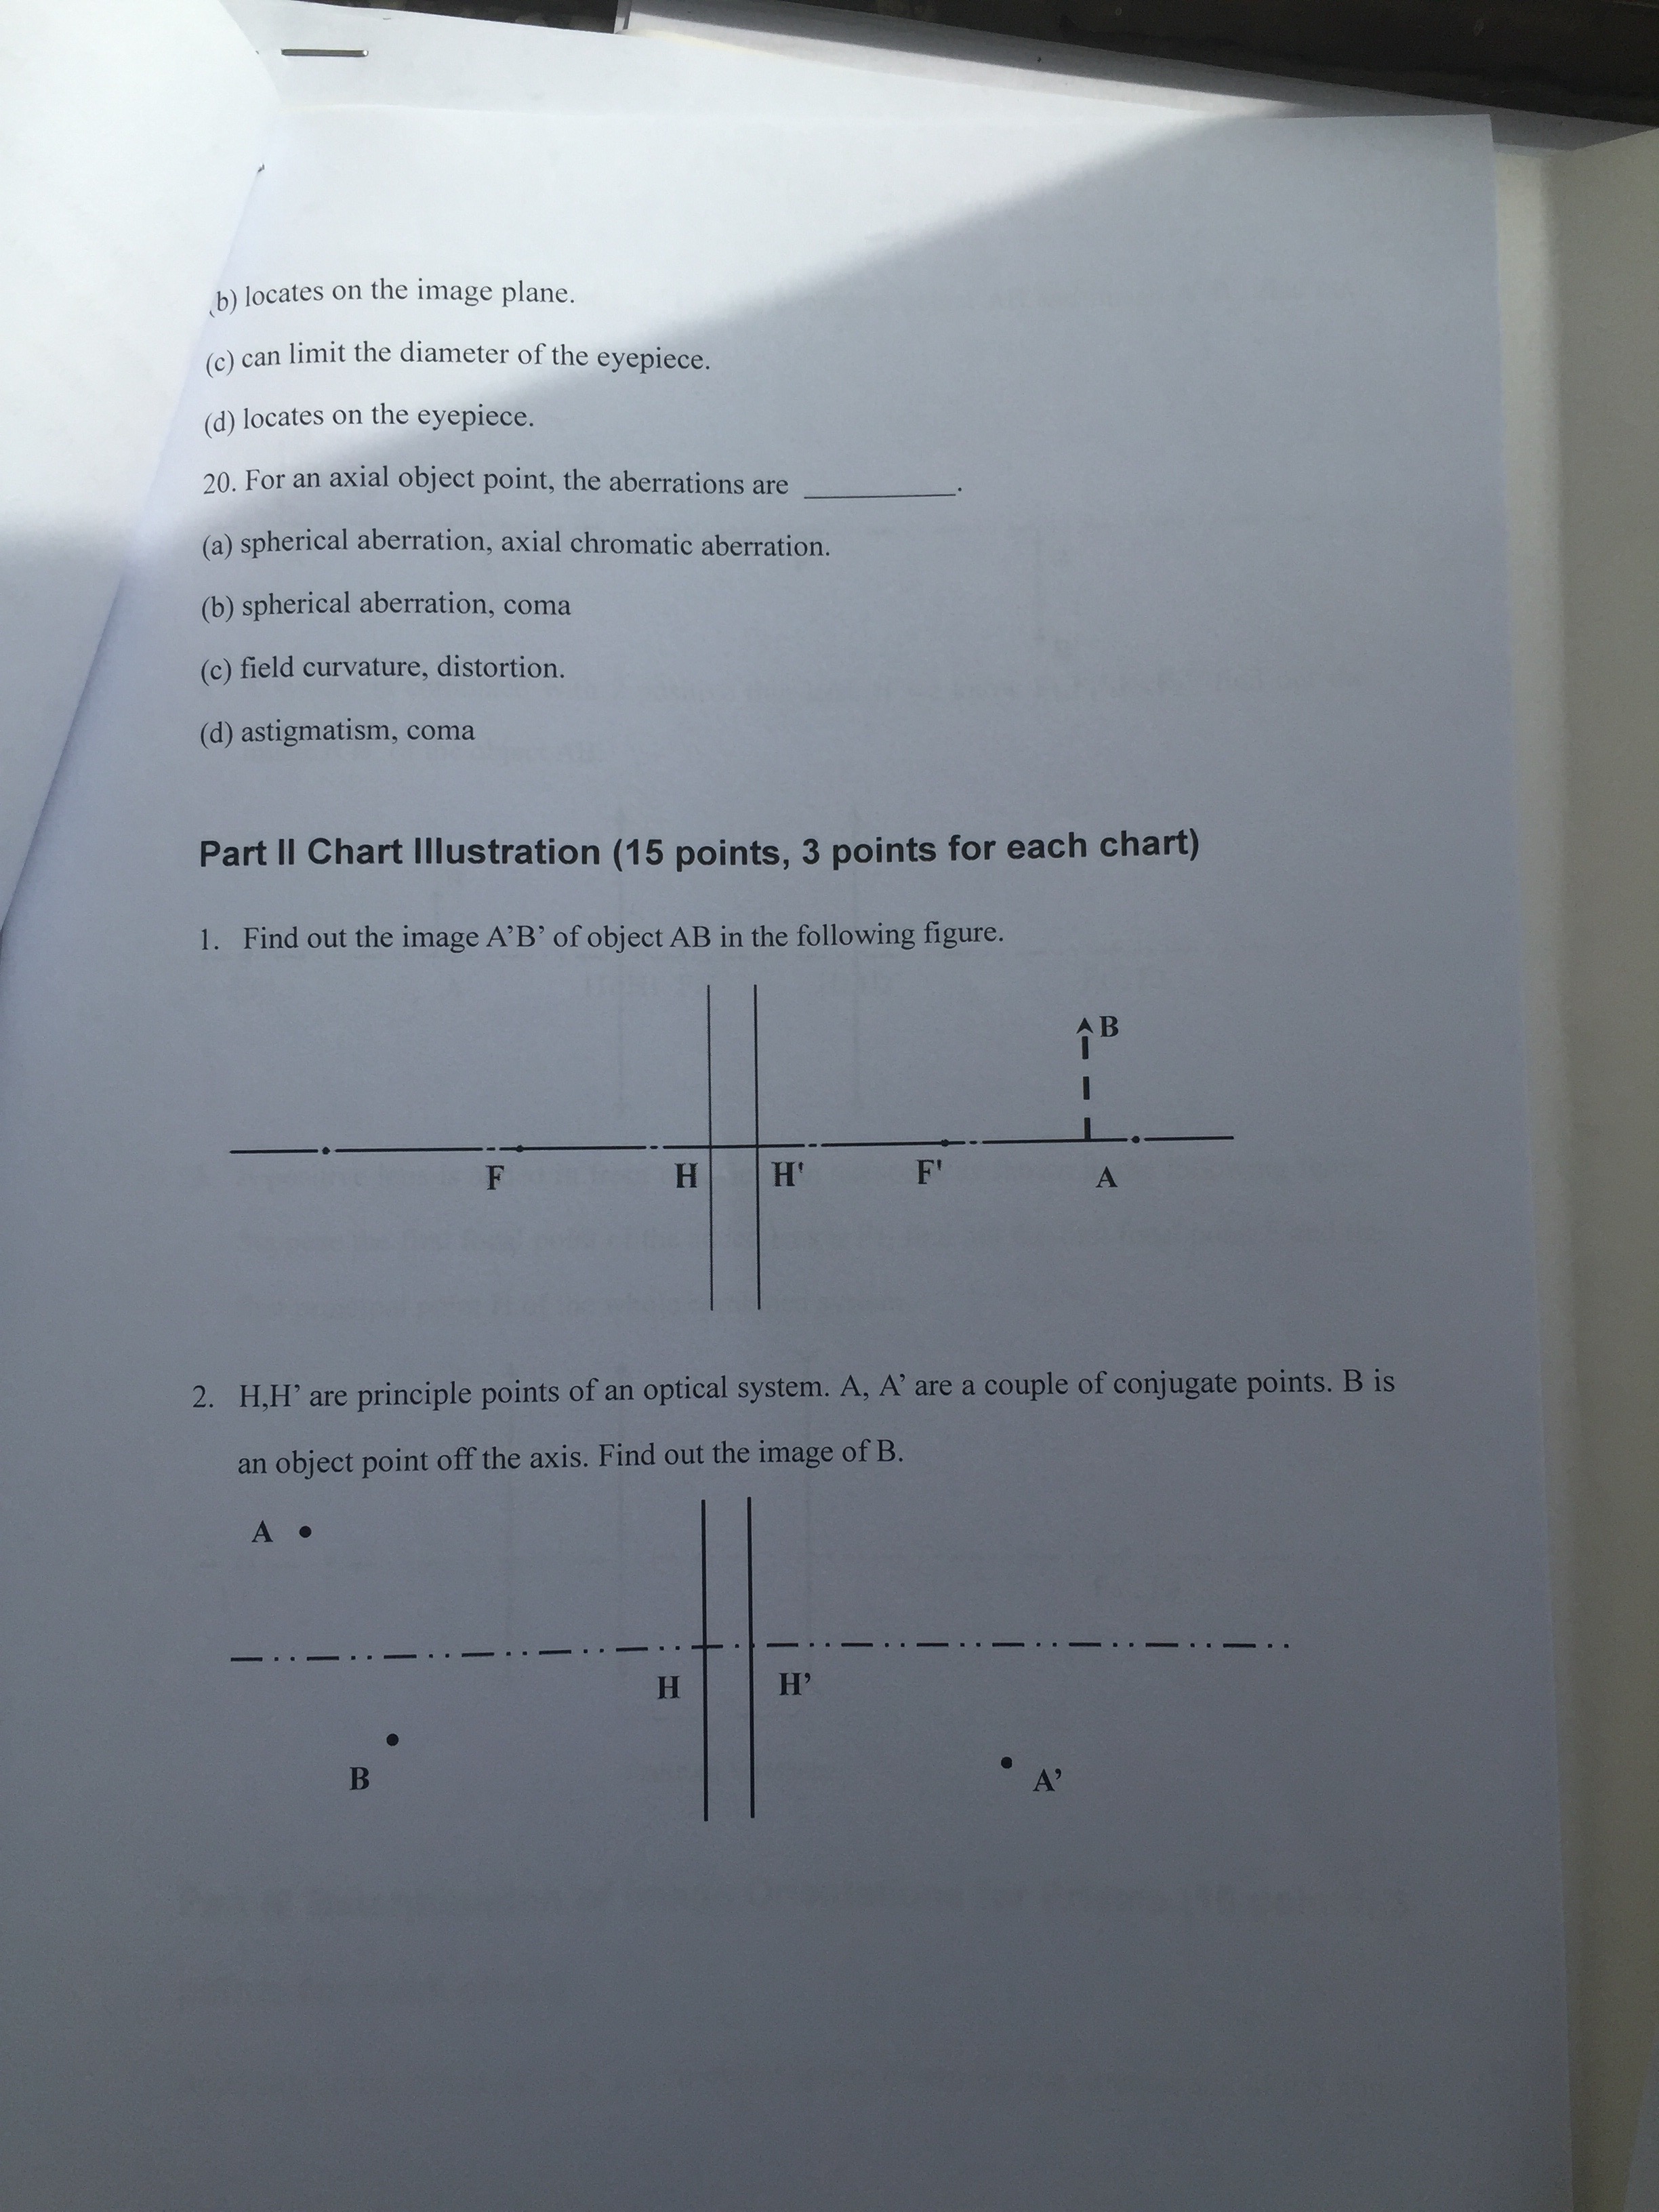 b) locates on the image plane.
(c) can limit the diameter of the eyepiece.
(d) locates on the eyepiece.
20. For an axial object point, the aberrations are __________.
(a) spherical aberration, axial chromatic aberration.
(b) spherical aberration, coma
(c) field curvature, distortion.
(d) astigmatism, coma
Part II Chart Illustration (15 points, 3 points for each chart)
1. Find out the image A’B’ of object AB in the following figure.
B
F H H' F' A
2. H,H’ are principle points of an optical system. A, A’ are a couple of conjugate points. B is
an object point off the axis. Find out the image of B.
A
H H’
B A’